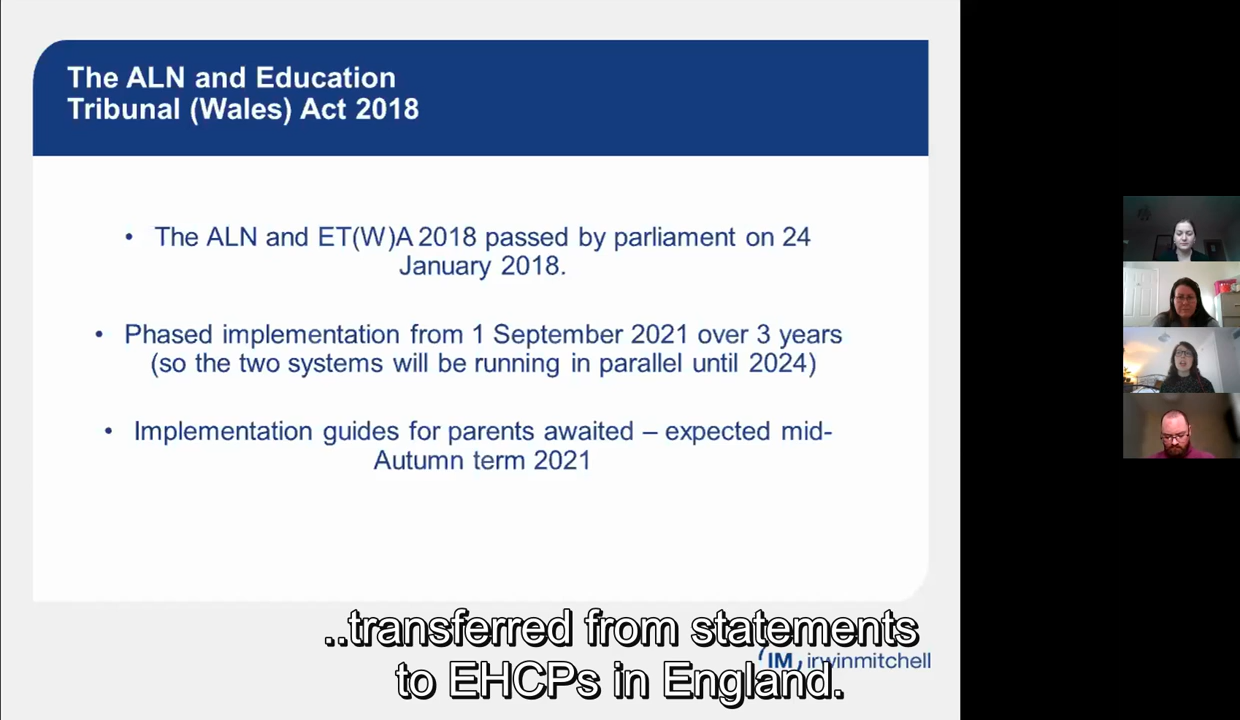 The ALN and Education
Tribunal (Wales) Act 2018
• The ALN and ET(W)A 2018 passed by parliament on 24
January 2018.
• Phased implementation from 1 September 2021 over 3 years
(so the two systems will be running in parallel until 2024)
• Implementation guides for parents awaited – expected mid-
Autumn term 2021
..transferred from statements
to EHCPs in England.
IM irwinmitchell